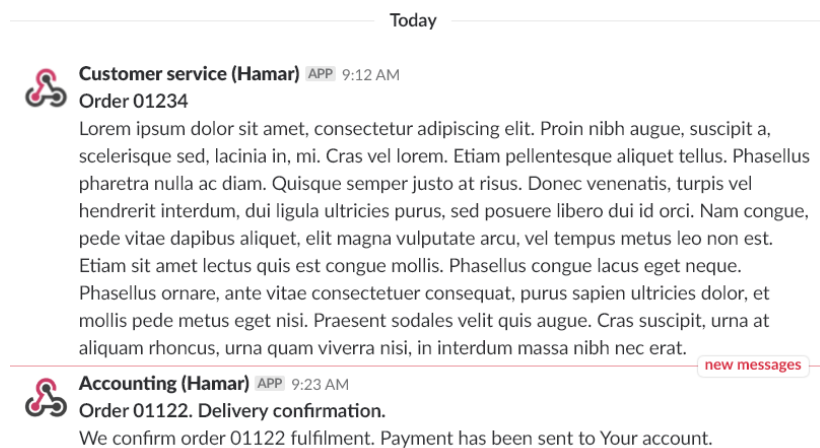 Today
Customer service (Hamar) APP 9:12 AM
Order 01234
Lorem ipsum dolor sit amet, consectetur adipiscing elit. Proin nibh augue, suscipit a,
scelerisque sed, lacinia in, mi. Cras vel lorem. Etiam pellentesque aliquet tellus. Phasellus
pharetra nulla ac diam. Quisque semper justo at risus. Donec venenatis, turpis vel
hendrerit interdum, dui ligula ultricies purus, sed posuere libero dui id orci. Nam congue,
pede vitae dapibus aliquet, elit magna vulputate arcu, vel tempus metus leo non est.
Etiam sit amet lectus quis est congue mollis. Phasellus congue lacus eget neque.
Phasellus ornare, ante vitae consectetuer consequat, purus sapien ultricies dolor, et
mollis pede metus eget nisi. Praesent sodales velit quis augue. Cras suscipit, urna at
aliquam rhoncus, urna quam viverra nisi, in interdum massa nibh nec erat.
new messages
Accounting (Hamar) APP 9:23 AM
Order 01122. Delivery confirmation.
We confirm order 01122 fulfilment. Payment has been sent to Your account.